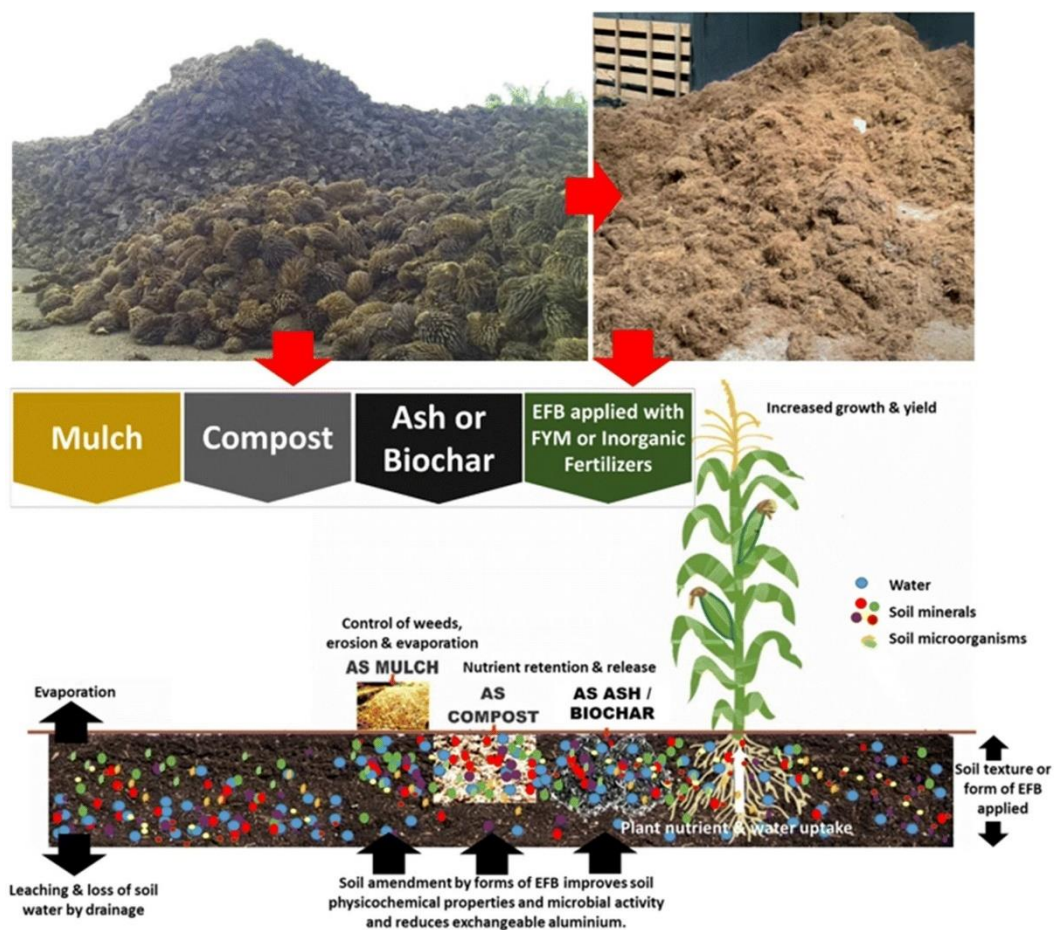 Mulch
Compost
Ash or
Biochar
EFB applied with
FYM or Inorganic
Fertilizers
Increased growth & yield
Water
Soil minerals
Soil microorganisms
Control of weeds,
erosion & evaporation
AS MULCH
Nutrient retention & release
AS
COMPOST
AS ASH /
BIOCHAR
Evaporation
Soil texture or
form of EFB
applied
Plant nutrient & water uptake
Leaching & loss of soil
water by drainage
Soil amendment by forms of EFB improves soil
physicochemical properties and microbial activity
and reduces exchangeable aluminium.